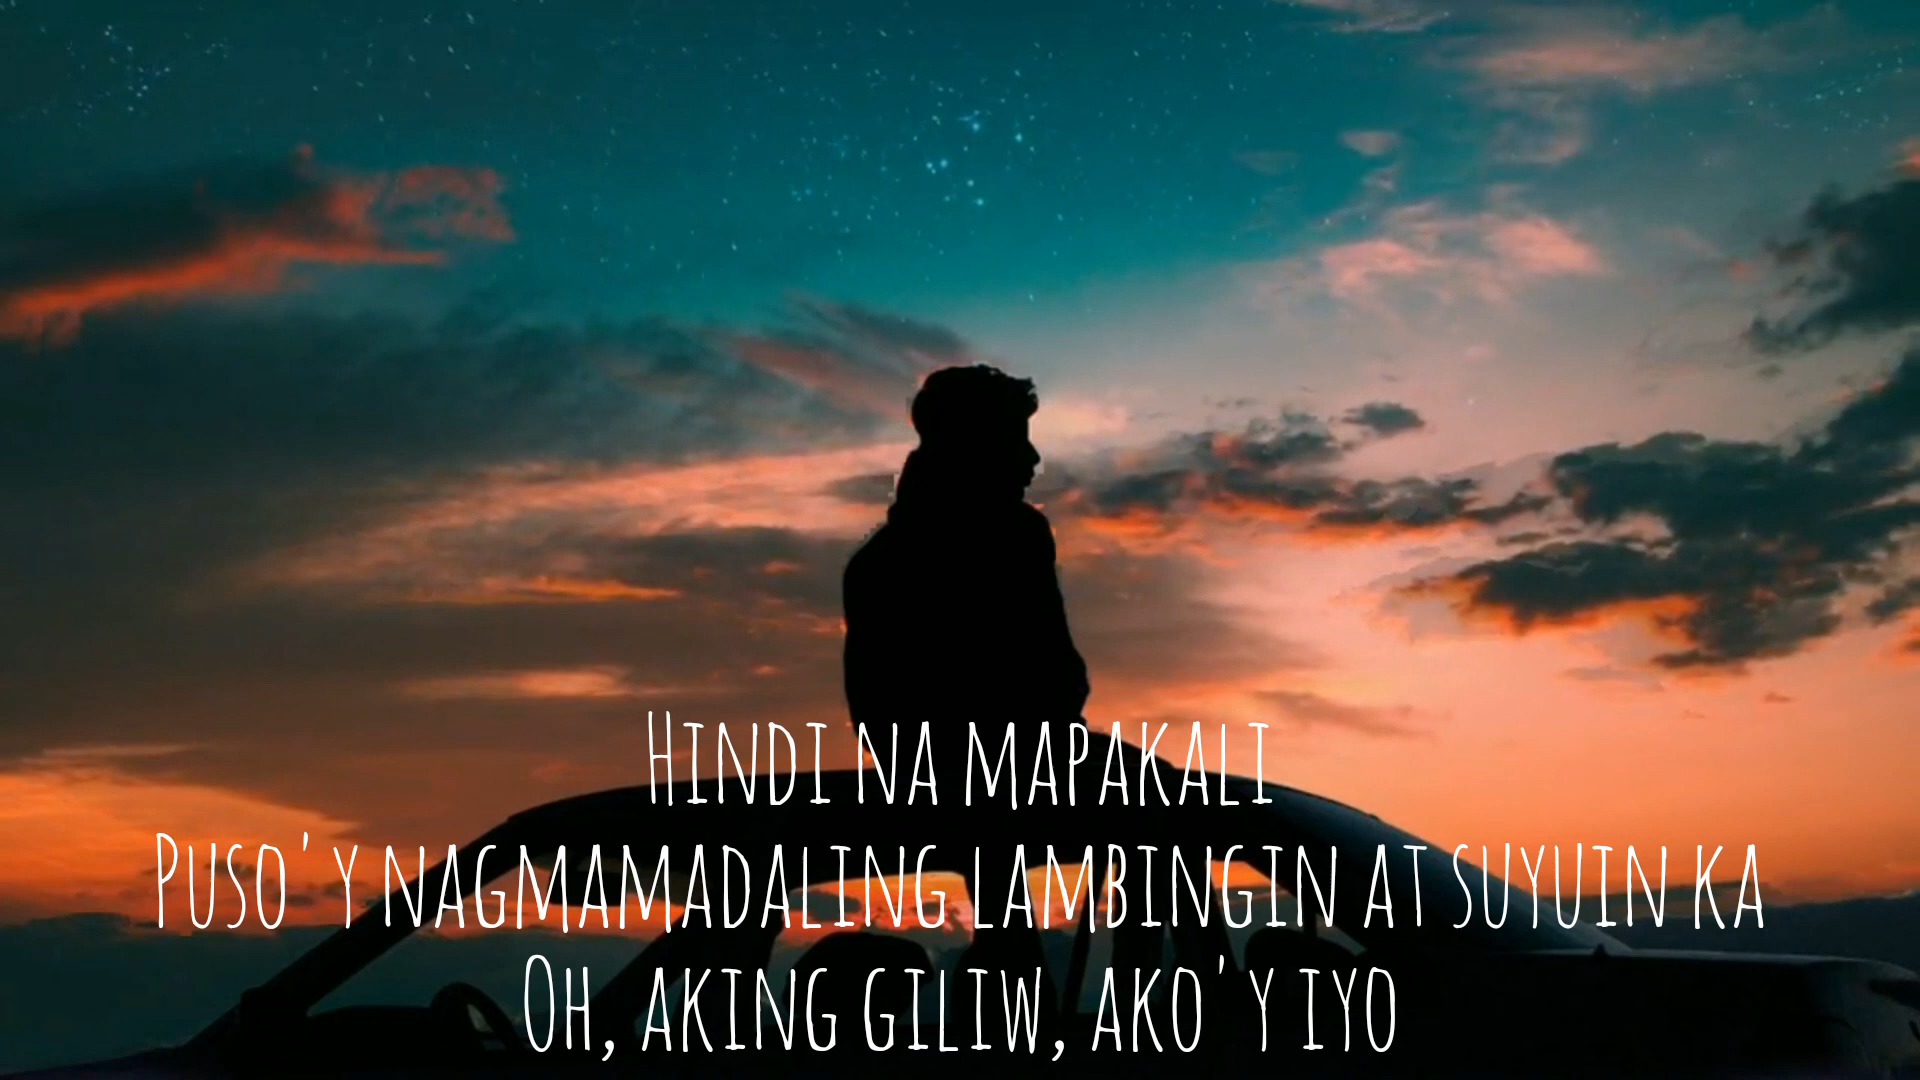 Hindi na mapakali
Puso'y nagmamadaling lambingin at suyuin ka
Oh, aking giliw, ako'y iyo